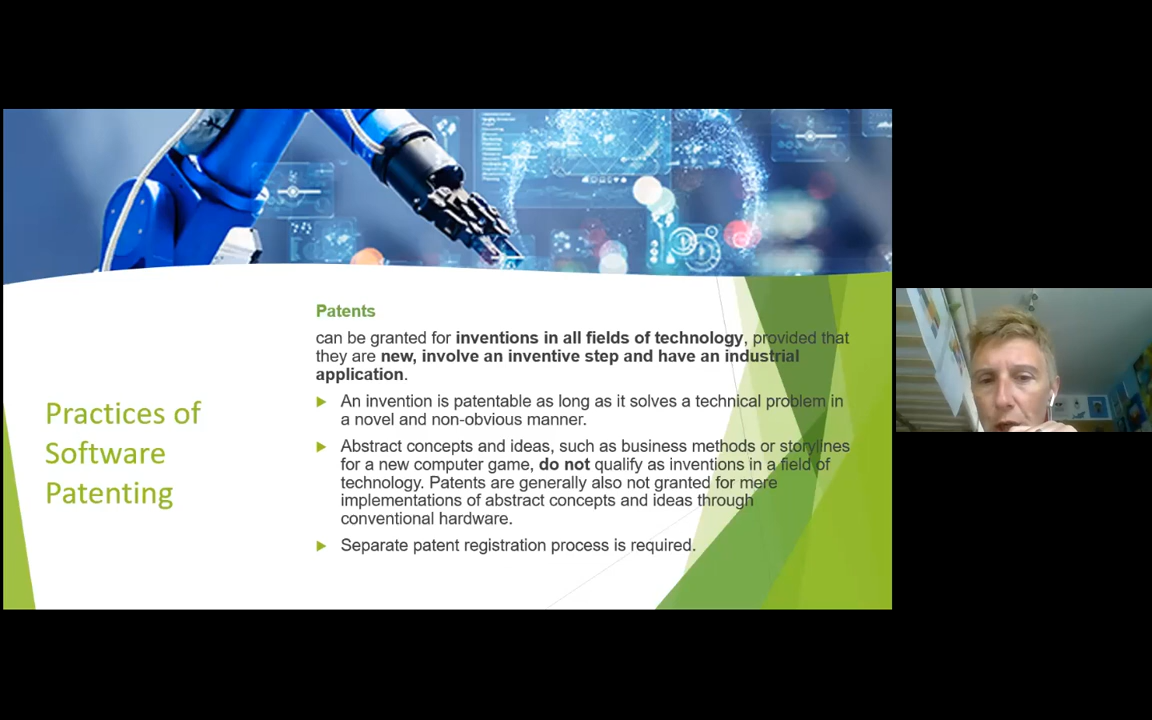 Practices of
Software
Patenting
Patents
can be granted for inventions in all fields of technology, provided that
they are new, involve an inventive step and have an industrial
application.
An invention is patentable as long as it solves a technical problem in
a novel and non-obvious manner.
Abstract concepts and ideas, such as business methods or storylines
for a new computer game, do not qualify as inventions in a field of
technology. Patents are generally also not granted for mere
implementations of abstract concepts and ideas through
conventional hardware.
Separate patent registration process is required.